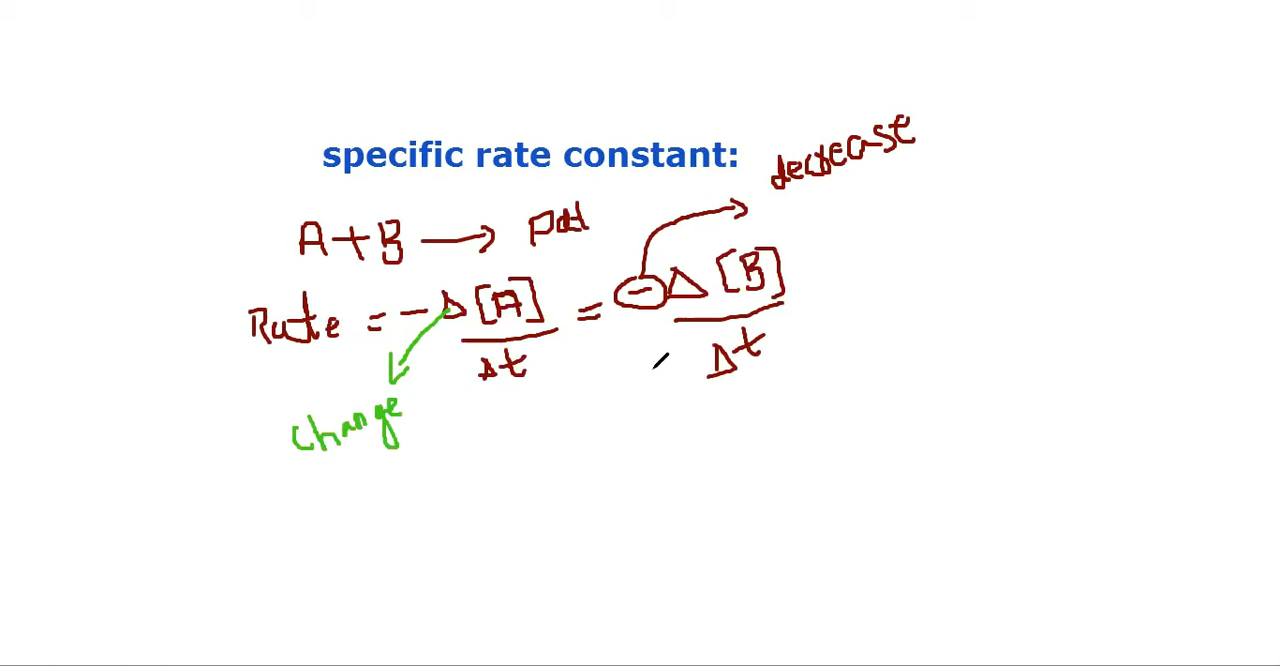 specific rate constant:
decrease
A + B → Pdt
Rate = - Δ[A] / Δt = - Δ[B] / Δt
change